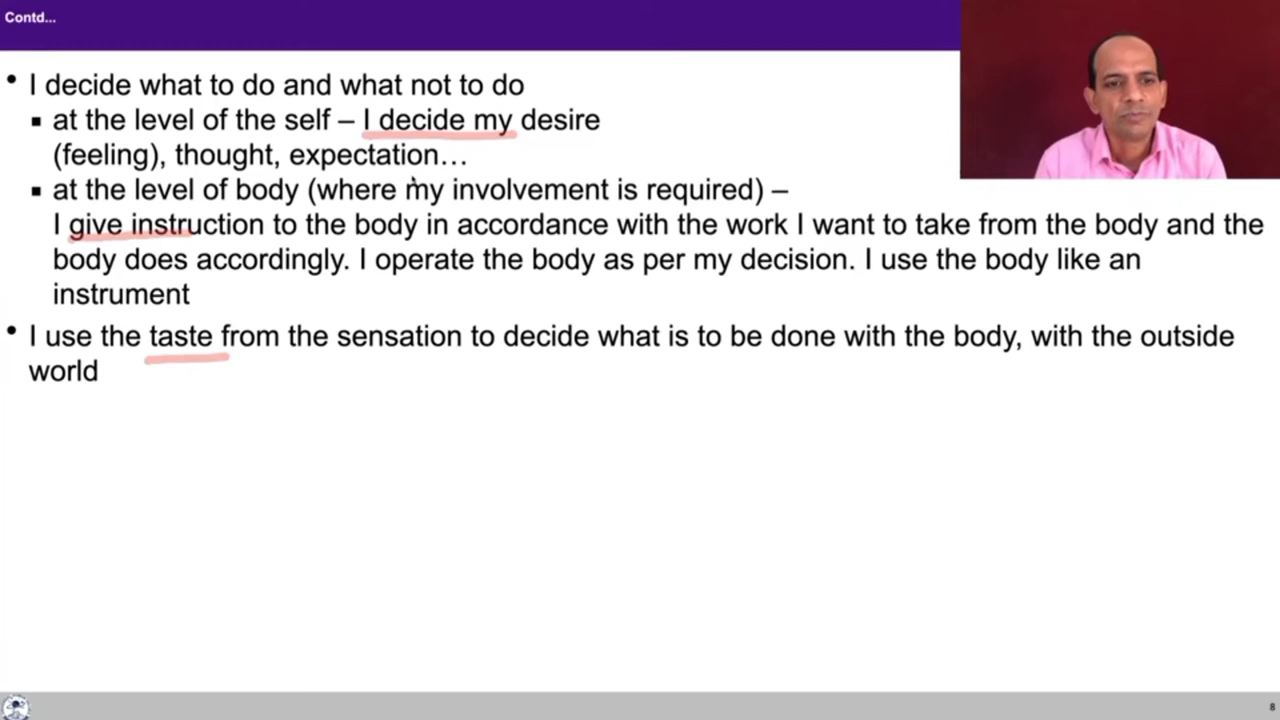 Contd...
• I decide what to do and what not to do
▪ at the level of the self – I decide my desire
(feeling), thought, expectation…
▪ at the level of body (where my involvement is required) –
I give instruction to the body in accordance with the work I want to take from the body and the
body does accordingly. I operate the body as per my decision. I use the body like an
instrument
• I use the taste from the sensation to decide what is to be done with the body, with the outside
world
8